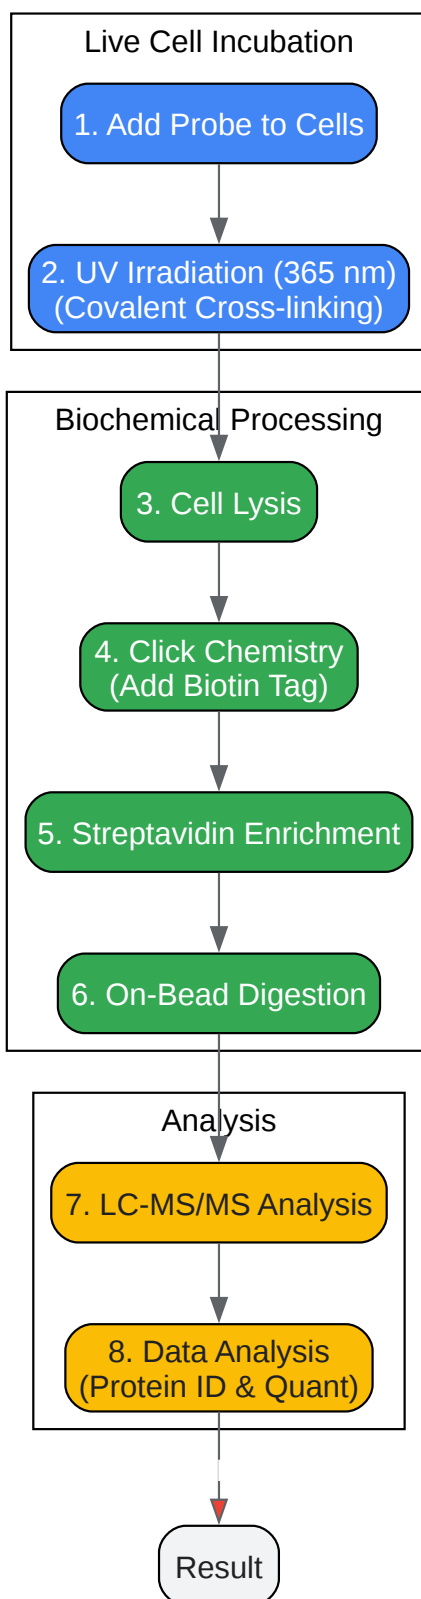 Live Cell Incubation
1. Add Probe to Cells
2. UV Irradiation (365 nm)
(Covalent Cross-linking)
Biochemical Processing
3. Cell Lysis
4. Click Chemistry
(Add Biotin Tag)
5. Streptavidin Enrichment
6. On-Bead Digestion
Analysis
7. LC-MS/MS Analysis
8. Data Analysis
(Protein ID & Quant)
Result